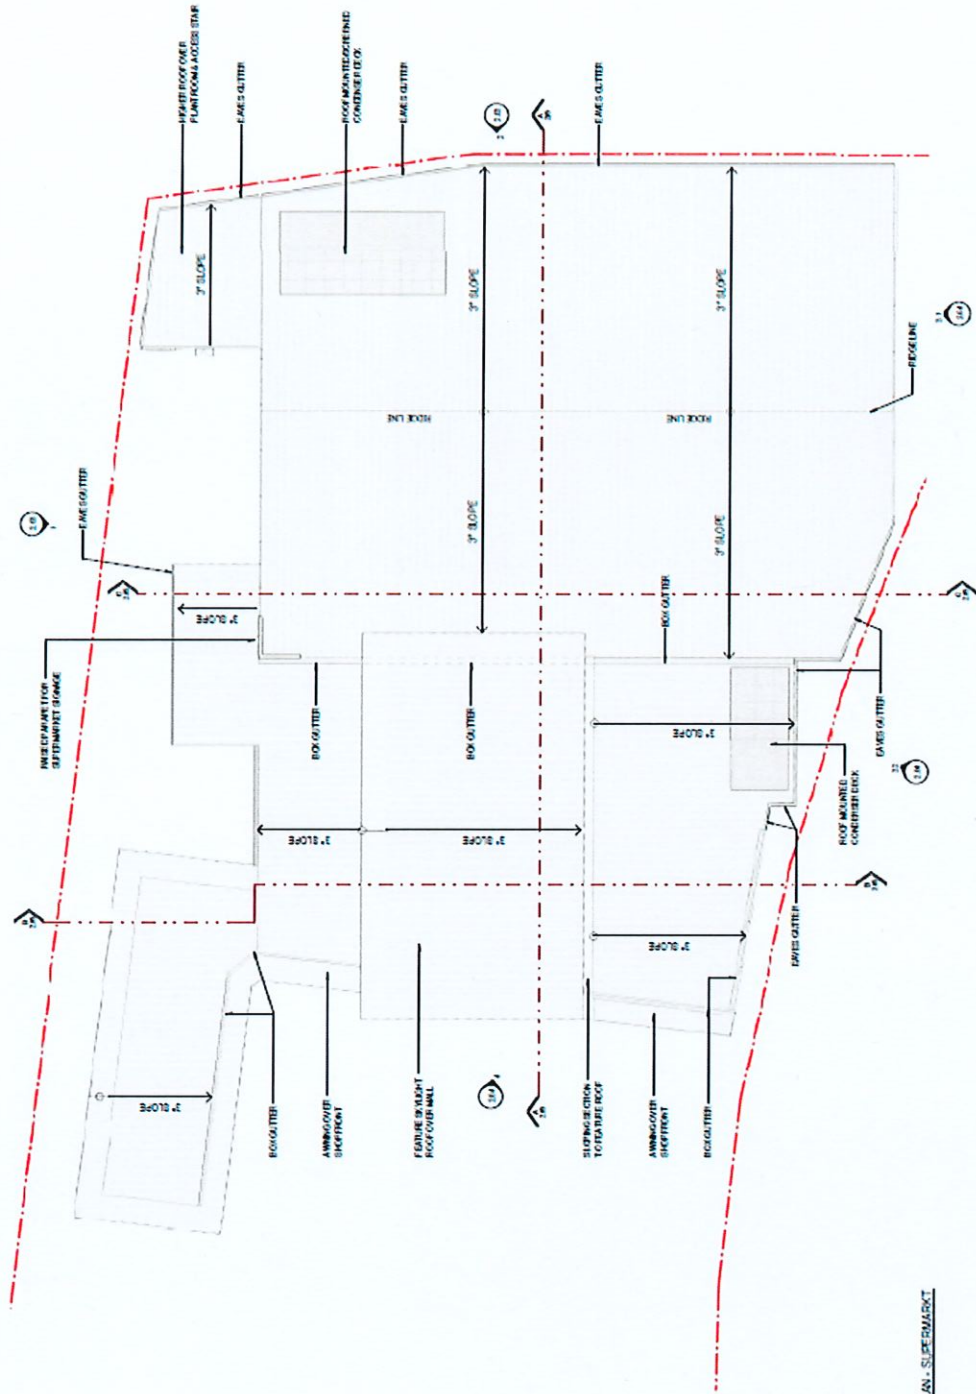 HIGHER ROOF OVER
PLANTROOM & ACCESS STAIR
EAVES GUTTER
ROOF MOUNTED SCREENED
CONDENSER DECK
EAVES GUTTER
EAVES GUTTER
A
3° SLOPE
3° SLOPE
3° SLOPE
RIDGE LINE
RIDGE LINE
RIDGELINE
EAVES GUTTER
3° SLOPE
3° SLOPE
3° SLOPE
C
C
RAISED PARAPET FOR
SUPERMARKET SIGNAGE
BOX GUTTER
BOX GUTTER
BOX GUTTER
3° SLOPE
EAVES GUTTER
3° SLOPE
3° SLOPE
ROOF MOUNTED
CONDENSER DECK
B
B
3° SLOPE
EAVES GUTTER
3° SLOPE
BOX GUTTER
AWNING OVER
SHOPFRONT
FEATURE SKYLIGHT
ROOF OVER MALL
A
SLOPING SECTION
TO FEATURE ROOF
AWNING OVER
SHOPFRONT
BOX GUTTER
AN - SUPERMARKT